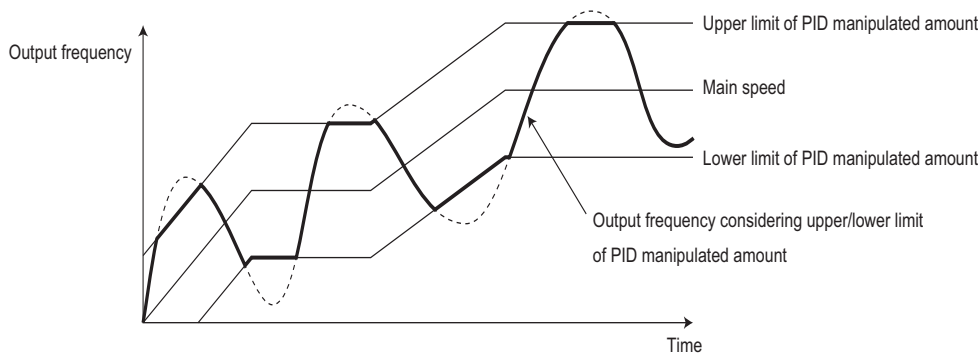 Upper limit of PID manipulated amount
Output frequency
Main speed
Lower limit of PID manipulated amount
Output frequency considering upper/lower limit
of PID manipulated amount
Time